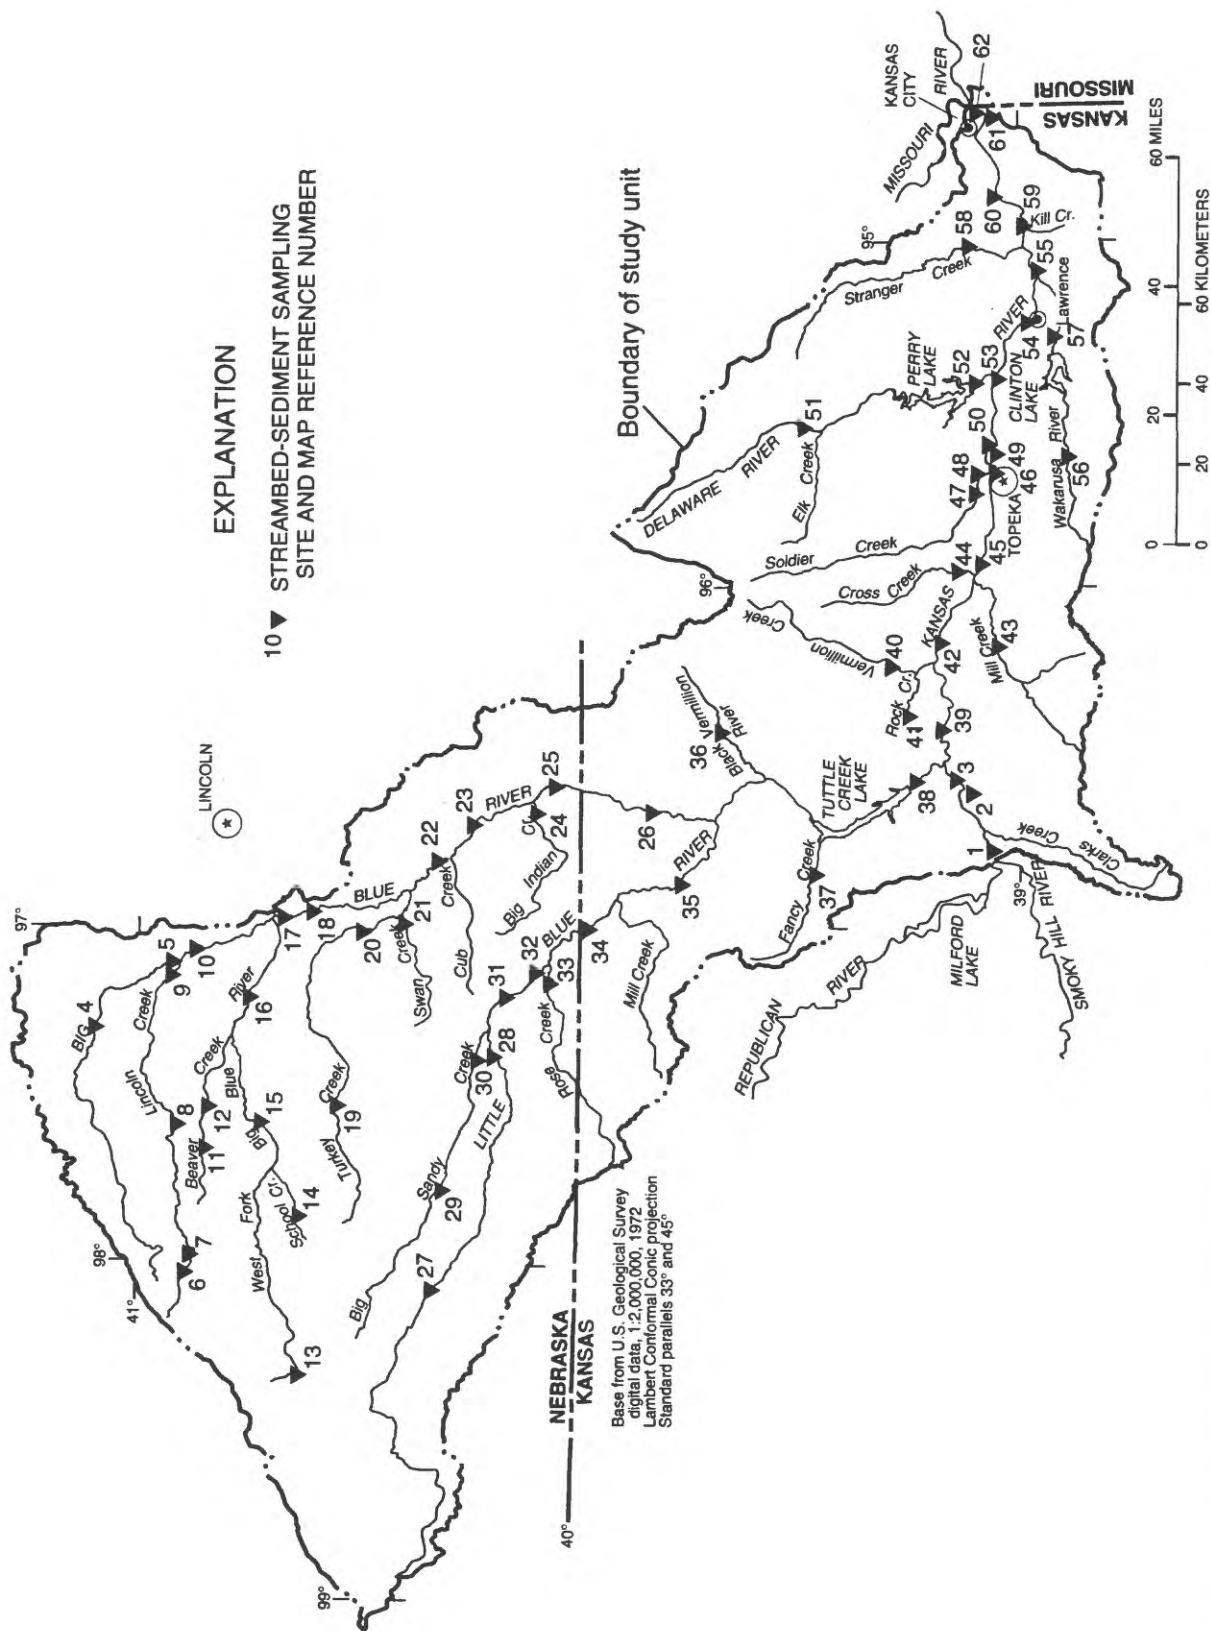 EXPLANATION
10 STREAMBED-SEDIMENT SAMPLING
SITE AND MAP REFERENCE NUMBER
LINCOLN
Boundary of study unit
NEBRASKA
KANSAS
Base from U.S. Geological Survey
digital data, 1:2,000,000, 1972
Lambert Conformal Conic projection
Standard parallels 33° and 45°
99°
98°
41°
97°
40°
96°
95°
39°
BIG
4
5
9
10
Creek
Lincoln
8
7
6
Beaver
11
12
Creek
River
16
17
18
Blue
Big
15
Fork
School Cr.
14
West
13
Turkey
19
Creek
20
21
Creek
Swan
BLUE
22
Creek
Cub
23
RIVER
24
Cr.
Indian
Big
25
26
Big
29
Sandy
Creek
30
28
31
27
LITTLE
32
33
BLUE
Creek
Rose
34
Mill Creek
35
RIVER
36
Black Vermillion
River
37
Fancy
Creek
TUTTLE
CREEK
LAKE
38
REPUBLICAN
RIVER
MILFORD
LAKE
SMOKY HILL RIVER
1
2
3
Clarks
Creek
39
Rock
Cr.
41
40
Vermillion
Creek
42
KANSAS
43
Mill Creek
Cross
Creek
44
45
Soldier
Creek
TOPEKA
46
47
48
49
50
DELAWARE
RIVER
Elk
Creek
51
PERRY
LAKE
52
53
RIVER
CLINTON
LAKE
54
Lawrence
55
Wakarusa
River
56
57
Stranger
Creek
58
59
Kill Cr.
60
61
62
MISSOURI
RIVER
KANSAS
CITY
KANSAS
MISSOURI
0 20 40 60 MILES
0 20 40 60 KILOMETERS